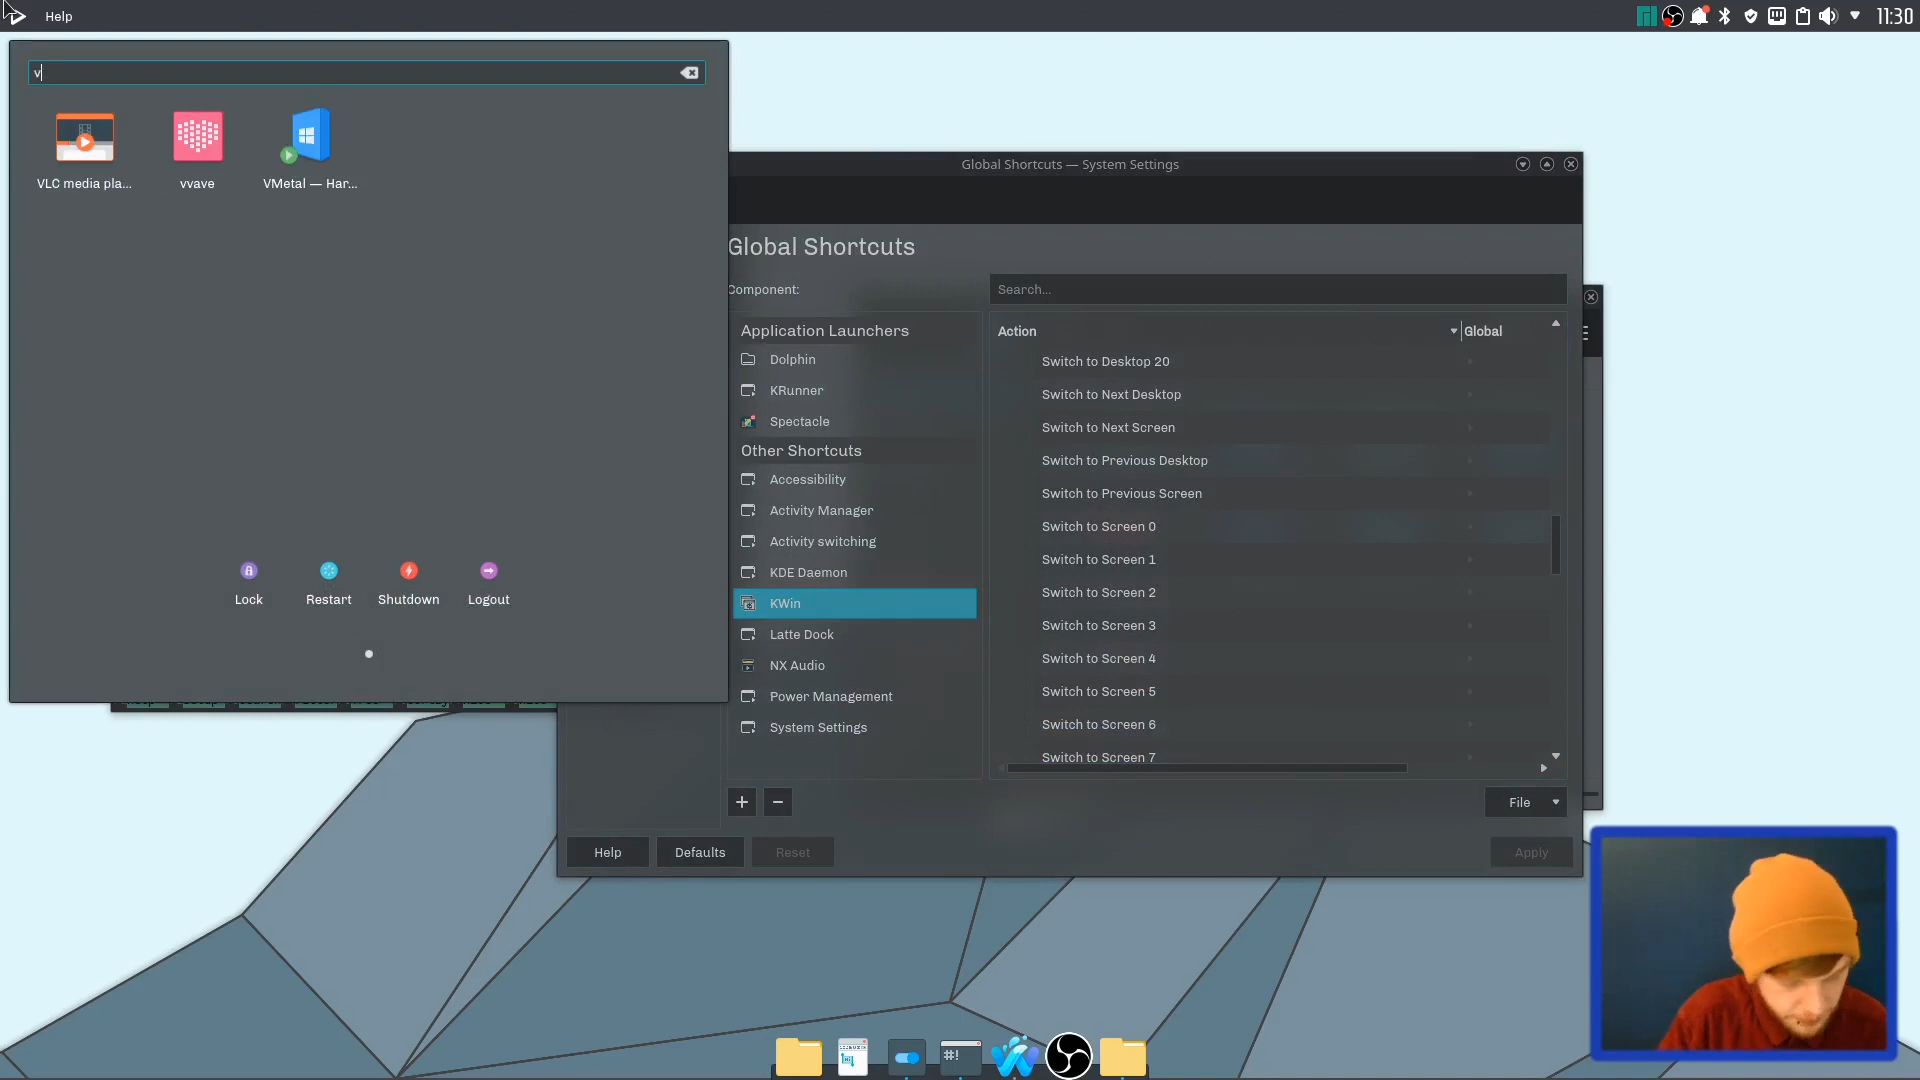 Help
11:30
v
VLC media pla...
vvave
VMetal — Har...
Lock
Restart
Shutdown
Logout
Global Shortcuts — System Settings
Global Shortcuts
Component:
Search...
Application Launchers
Dolphin
KRunner
Spectacle
Other Shortcuts
Accessibility
Activity Manager
Activity switching
KDE Daemon
KWin
Latte Dock
NX Audio
Power Management
System Settings
Action
Global
Switch to Desktop 20
Switch to Next Desktop
Switch to Next Screen
Switch to Previous Desktop
Switch to Previous Screen
Switch to Screen 0
Switch to Screen 1
Switch to Screen 2
Switch to Screen 3
Switch to Screen 4
Switch to Screen 5
Switch to Screen 6
Switch to Screen 7
File
Help
Defaults
Reset
Apply
#!